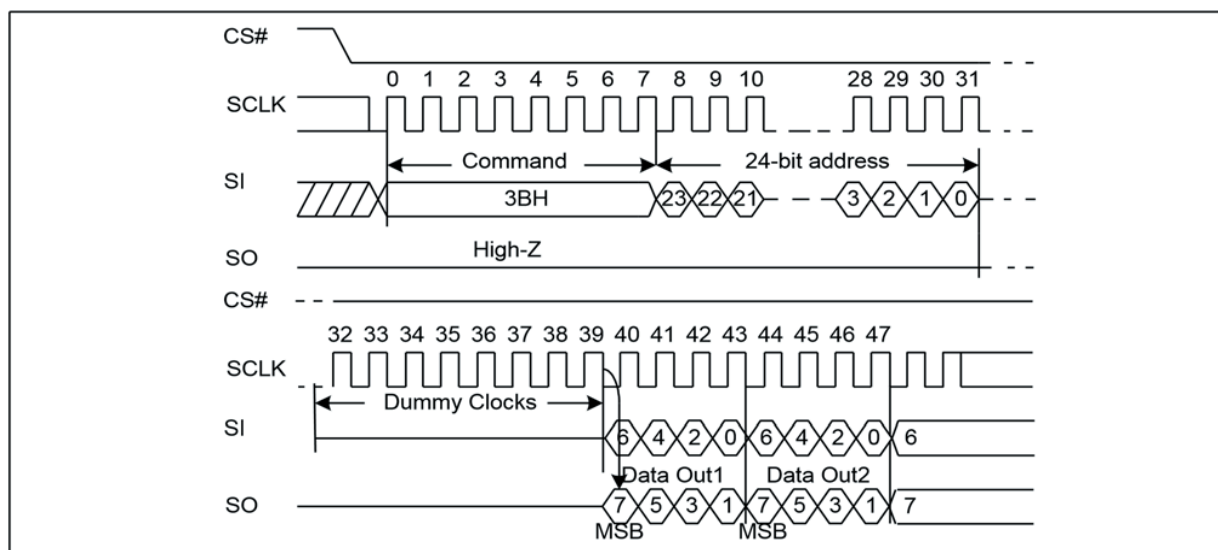 CS#
0 1 2 3 4 5 6 7 8 9 10 28 29 30 31
SCLK
Command 24-bit address
SI
3BH 23 22 21 3 2 1 0
High-Z
SO
CS#
32 33 34 35 36 37 38 39 40 41 42 43 44 45 46 47
SCLK
Dummy Clocks
SI
6 4 2 0 6 4 2 0 6
Data Out1 Data Out2
SO
7 5 3 1 7 5 3 1 7
MSB MSB